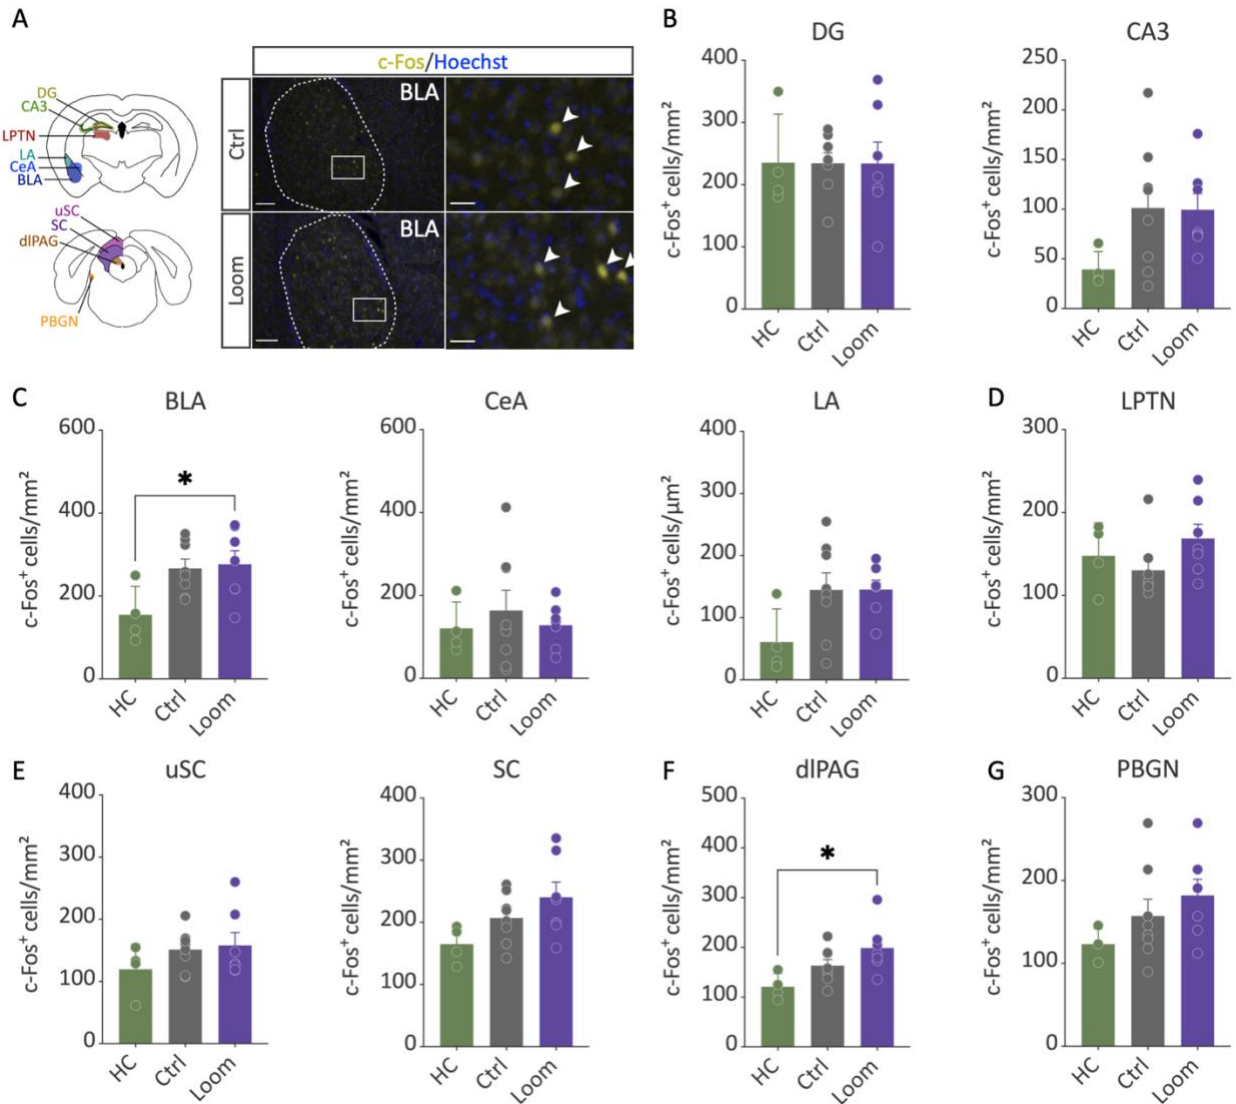 A
c-Fos/Hoechst
DG
CA3
LPTN
LA
CeA
BLA
uSC
SC
dlPAG
PBGN
Ctrl
BLA
Loom
BLA
B
DG
c-Fos⁺ cells/mm²
400
300
200
100
0
HC
Ctrl
Loom
CA3
c-Fos⁺ cells/mm²
250
200
150
100
50
0
HC
Ctrl
Loom
C
BLA
c-Fos⁺ cells/mm²
600
400
200
0
*
HC
Ctrl
Loom
CeA
c-Fos⁺ cells/mm²
600
400
200
0
HC
Ctrl
Loom
LA
c-Fos⁺ cells/µm²
400
300
200
100
0
HC
Ctrl
Loom
D
LPTN
c-Fos⁺ cells/mm²
300
200
100
0
HC
Ctrl
Loom
E
uSC
c-Fos⁺ cells/mm²
400
300
200
100
0
HC
Ctrl
Loom
SC
c-Fos⁺ cells/mm²
400
300
200
100
0
HC
Ctrl
Loom
F
dlPAG
c-Fos⁺ cells/mm²
500
400
300
200
100
0
*
HC
Ctrl
Loom
G
PBGN
c-Fos⁺ cells/mm²
300
200
100
0
HC
Ctrl
Loom